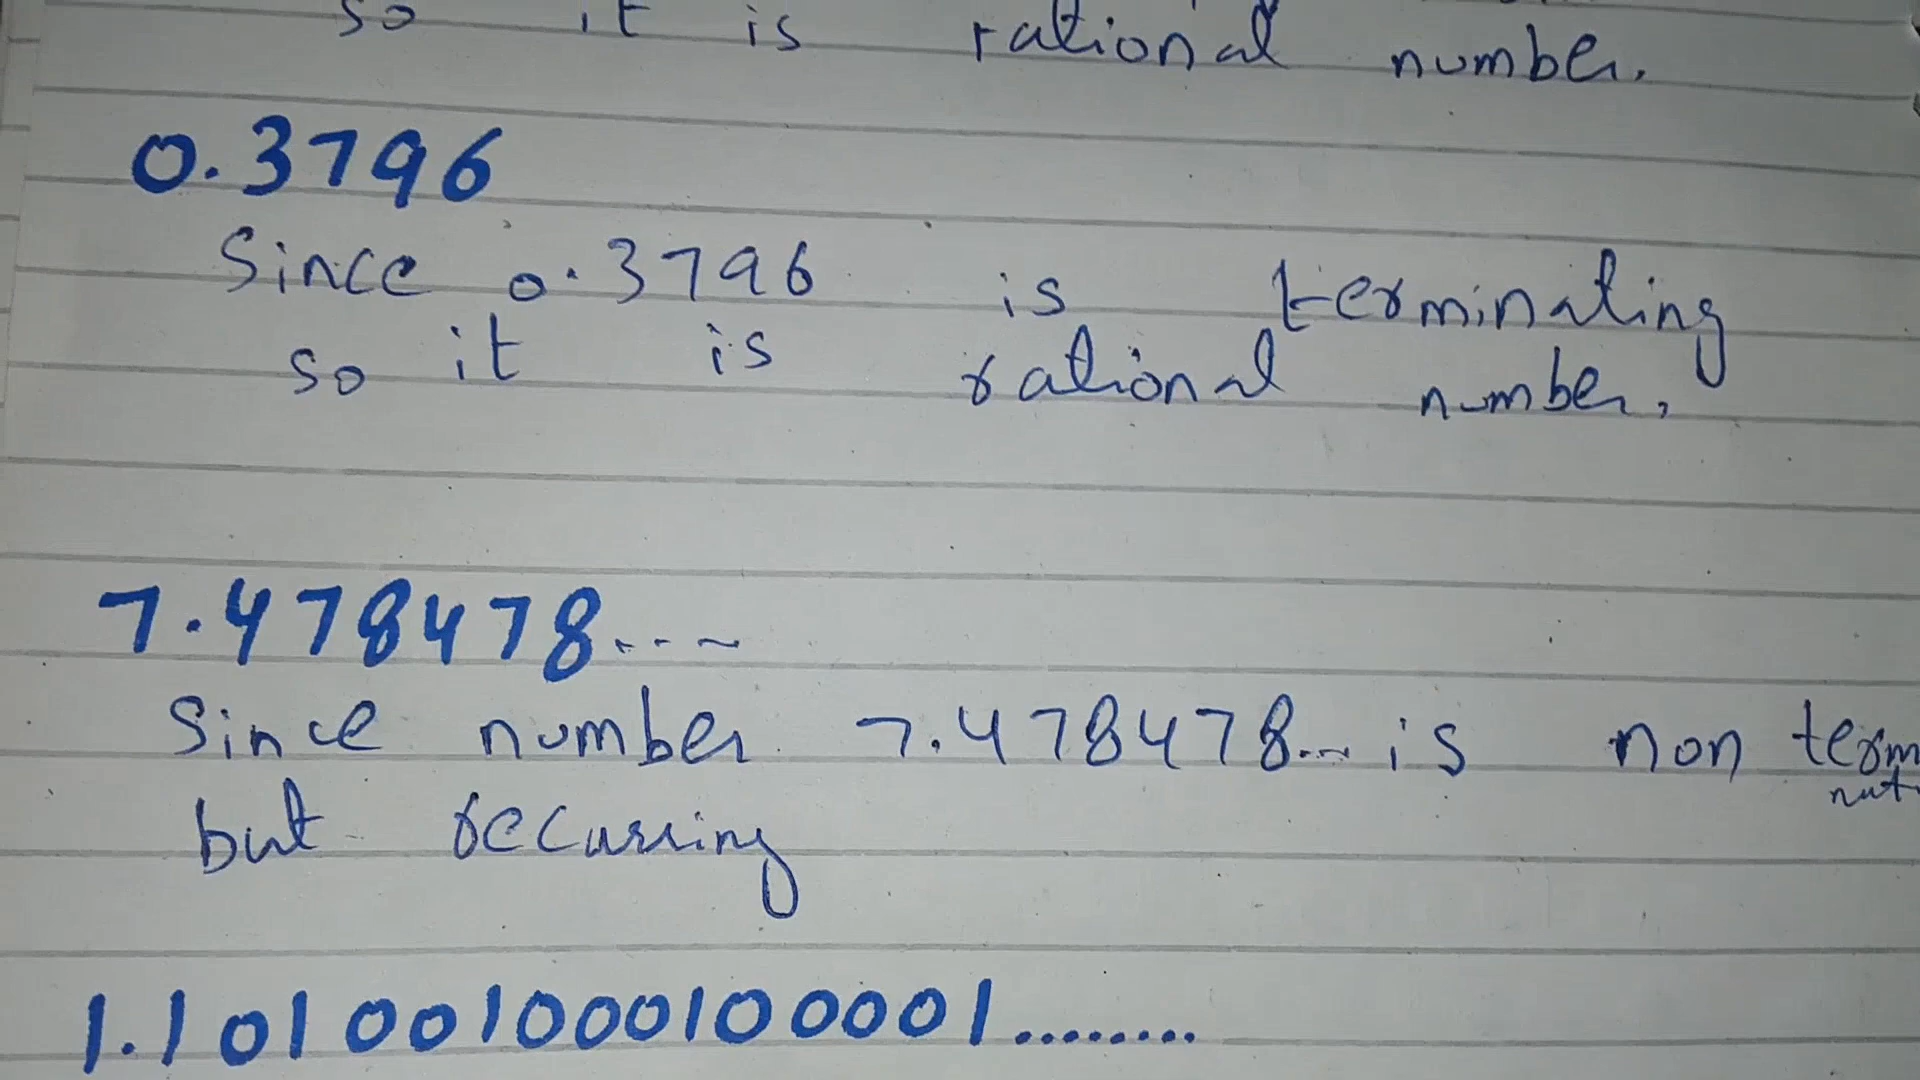 so it is rational number.
0.3796
Since 0.3796 is terminating
so it is rational number,
7.478478...
Since number 7.478478... is non term
but recurring
1.101001000100001........